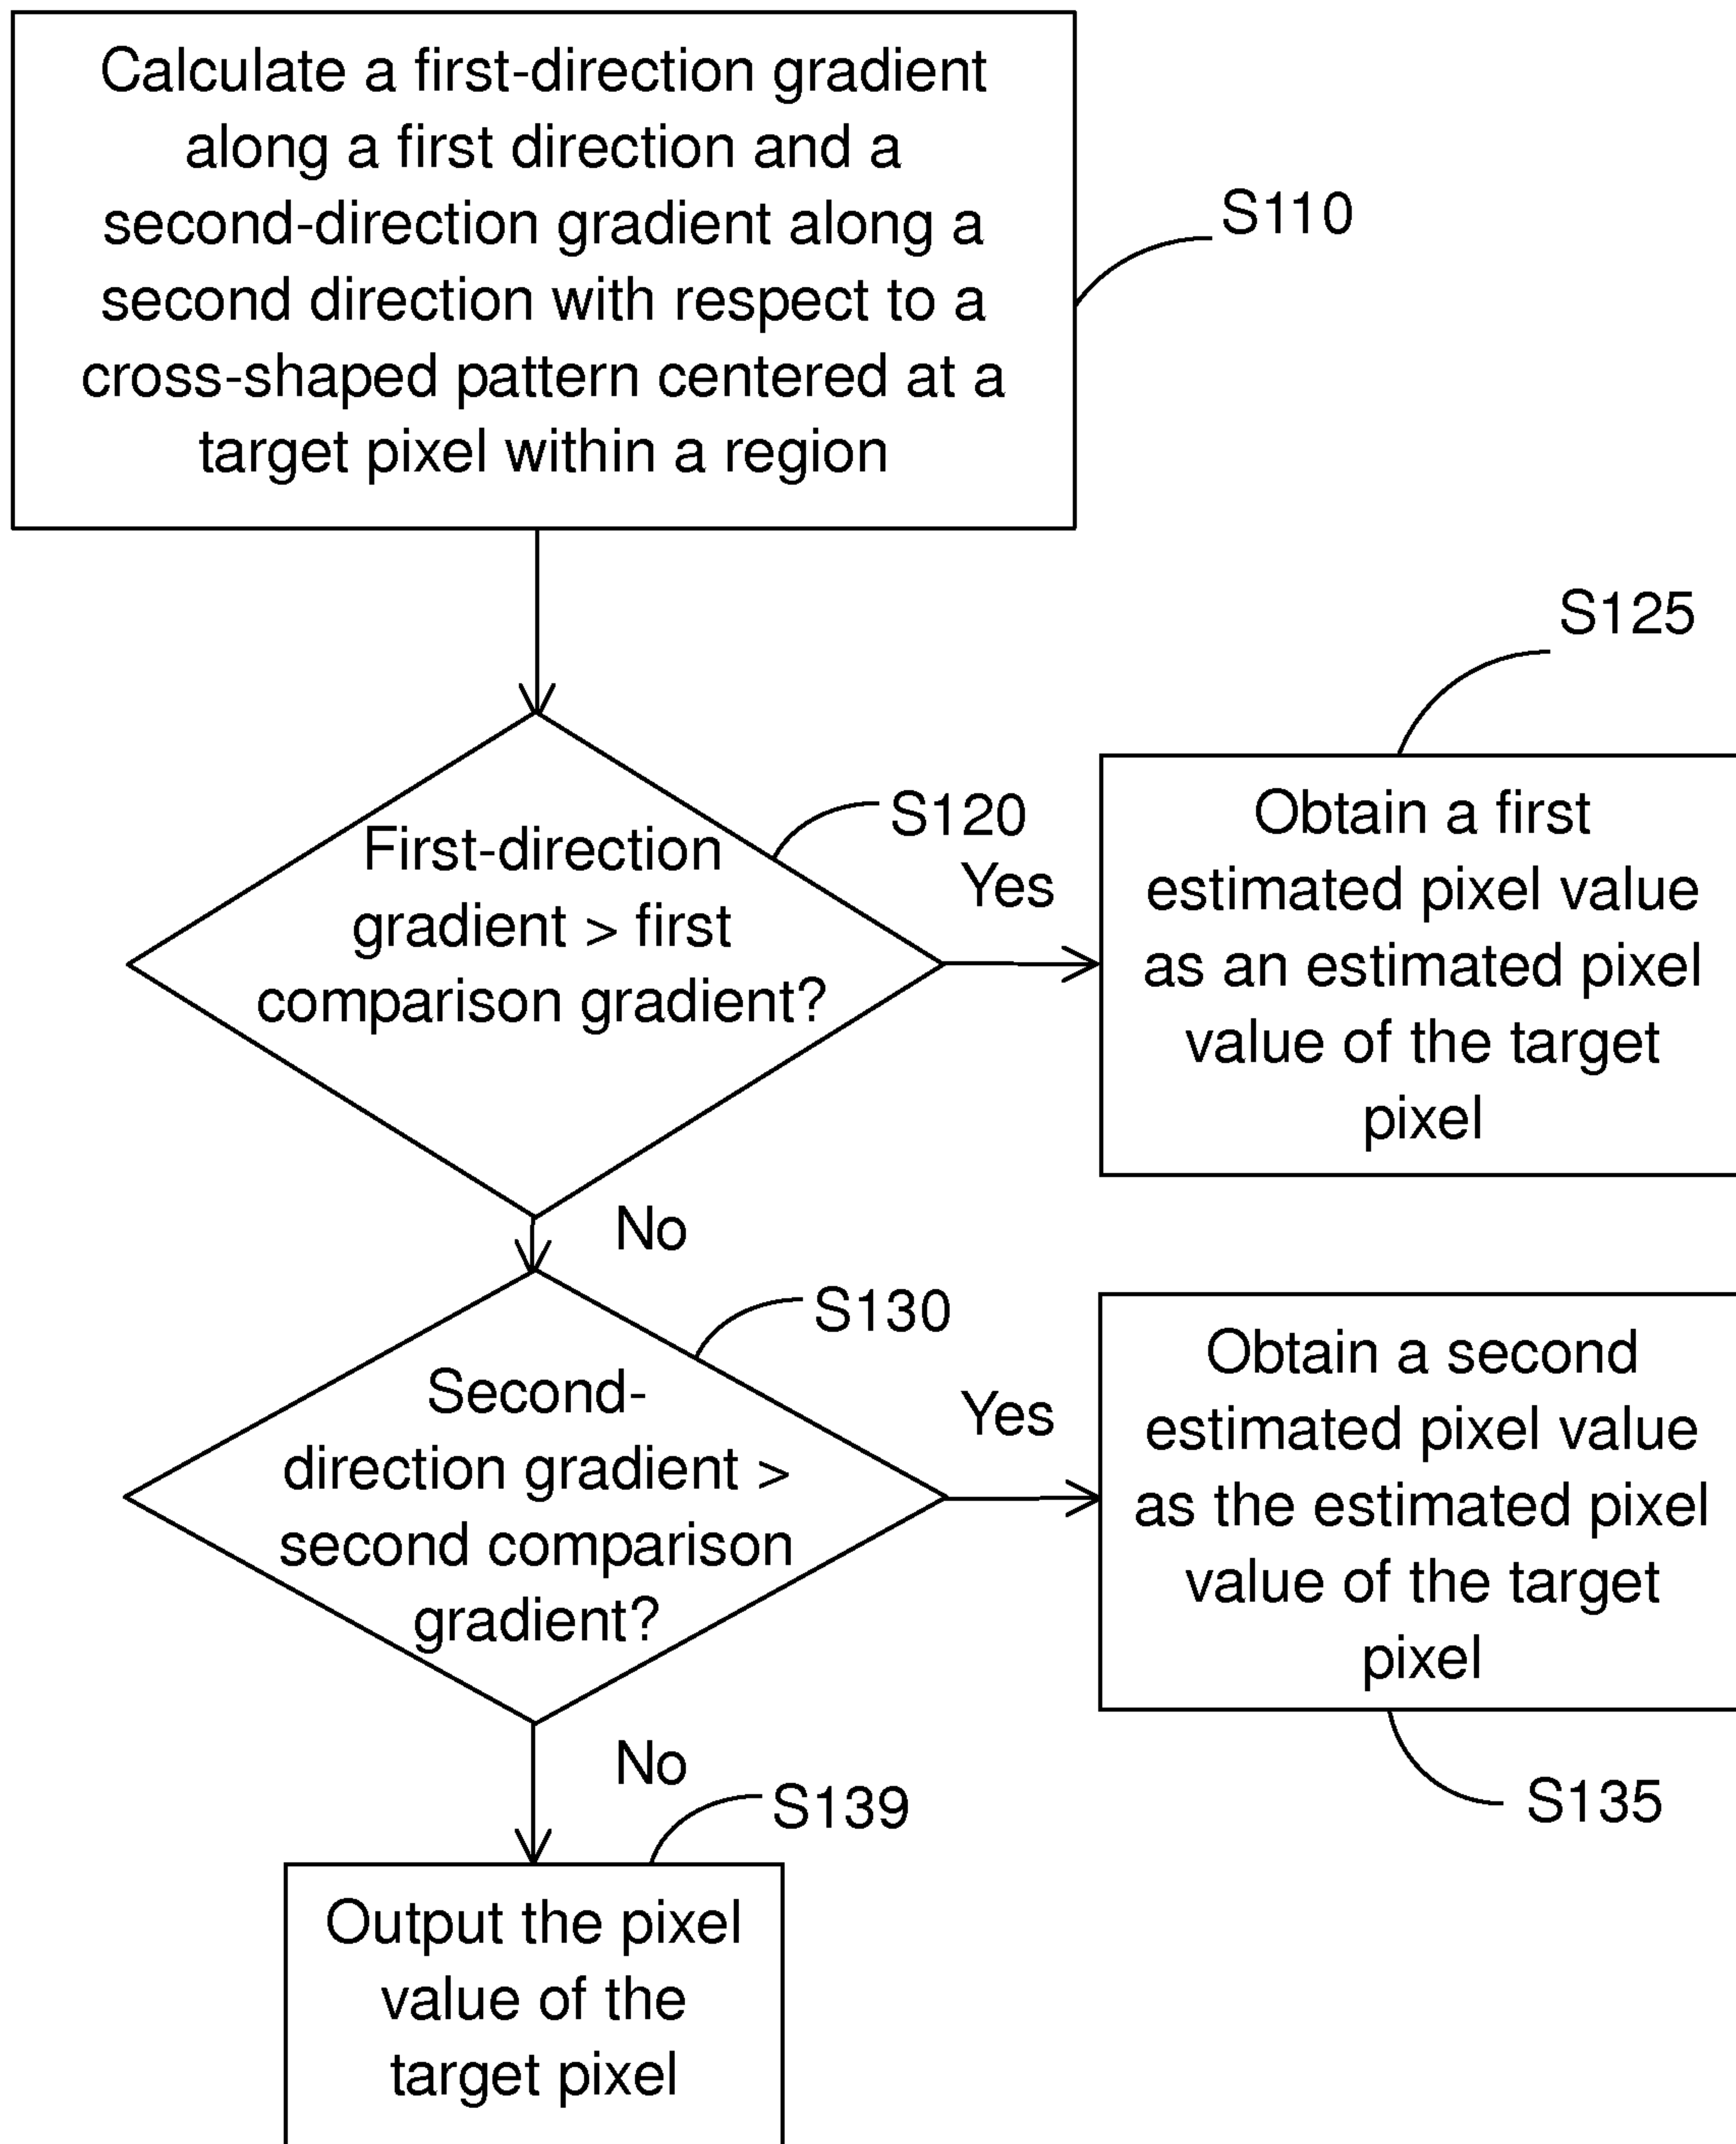 Calculate a first-direction gradient
along a first direction and a
second-direction gradient along a
second direction with respect to a
cross-shaped pattern centered at a
target pixel within a region
S110
S125
First-direction
gradient > first
comparison gradient?
S120
Yes
Obtain a first
estimated pixel value
as an estimated pixel
value of the target
pixel
No
S130
Second-
direction gradient >
second comparison
gradient?
Yes
Obtain a second
estimated pixel value
as the estimated pixel
value of the target
pixel
S135
No
S139
Output the pixel
value of the
target pixel